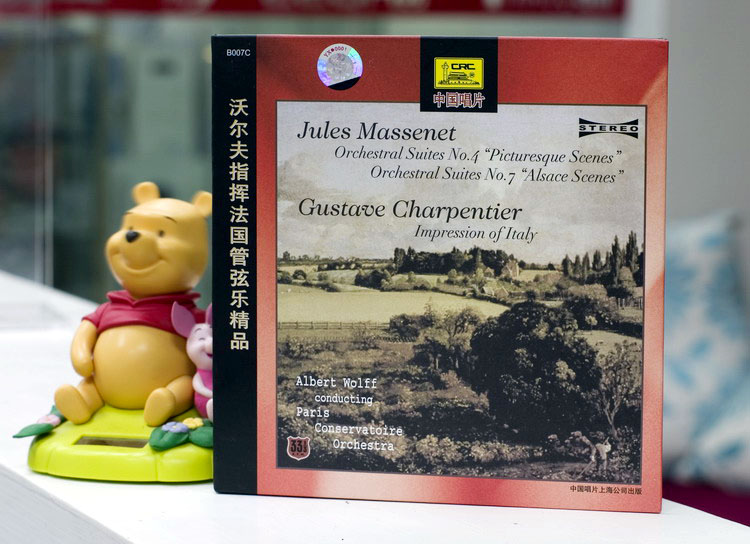 B007C
沃尔夫指挥法国管弦乐精品
CRC
中国唱片
STEREO
Jules Massenet
Orchestral Suites No.4 “Picturesque Scenes”
Orchestral Suites No.7 “Alsace Scenes”
Gustave Charpentier
Impression of Italy
Albert Wolff
conducting
Paris
Conservatoire
Orchestra
331
中国唱片上海公司出版